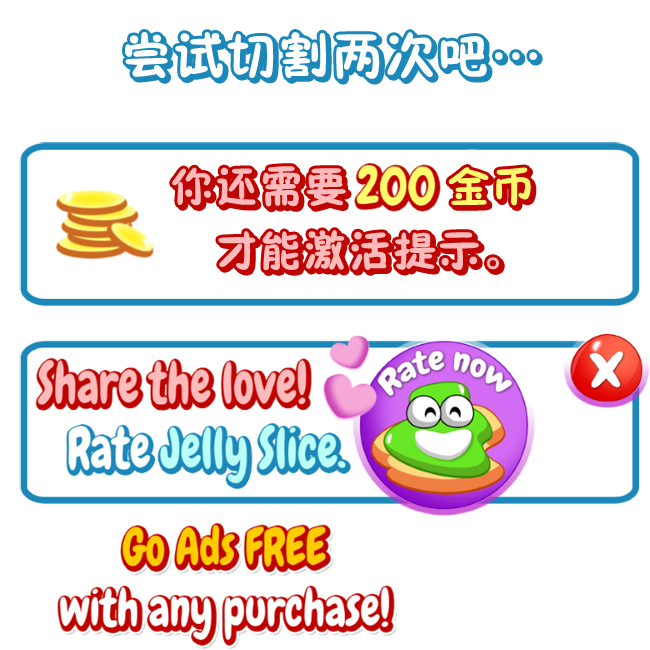 尝试切割两次吧…
你还需要 200 金币
才能激活提示。
Share the love!
Rate Jelly Slice.
Rate now
X
Go Ads FREE
with any purchase!